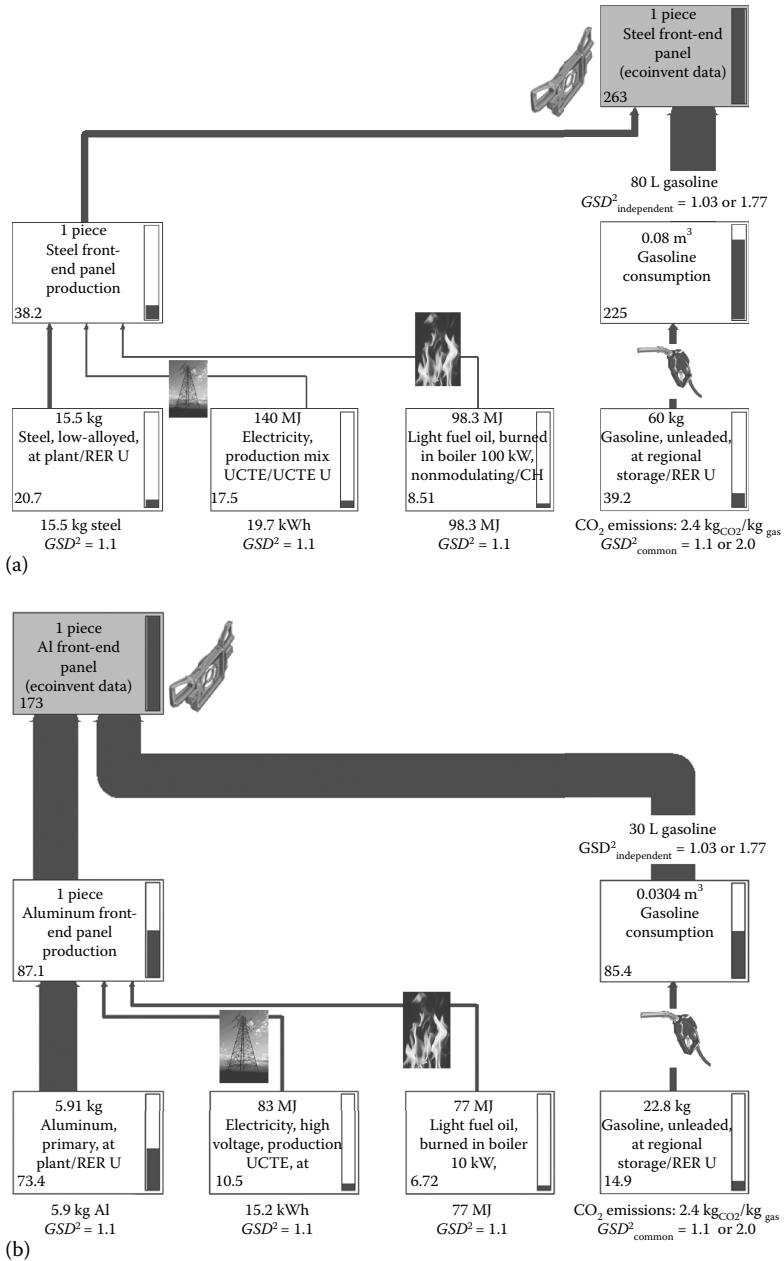 1 piece
Steel front-end
panel
(ecoinvent data)
263
80 L gasoline
GSD²independent = 1.03 or 1.77
1 piece
Steel front-
end panel
production
38.2
0.08 m³
Gasoline
consumption
225
15.5 kg
Steel, low-alloyed,
at plant/RER U
20.7
140 MJ
Electricity,
production mix
UCTE/UCTE U
17.5
98.3 MJ
Light fuel oil, burned
in boiler 100 kW,
nonmodulating/CH
8.51
60 kg
Gasoline, unleaded,
at regional
storage/RER U
39.2
15.5 kg steel
GSD² = 1.1
19.7 kWh
GSD² = 1.1
98.3 MJ
GSD² = 1.1
CO₂ emissions: 2.4 kgCO₂/kg gas
GSD²common = 1.1 or 2.0
(a)
1 piece
Al front-end
panel
(ecoinvent data)
173
30 L gasoline
GSD²independent = 1.03 or 1.77
1 piece
Aluminum front-
end panel
production
87.1
0.0304 m³
Gasoline
consumption
85.4
5.91 kg
Aluminum,
primary, at
plant/RER U
73.4
83 MJ
Electricity, high
voltage, production
UCTE, at
10.5
77 MJ
Light fuel oil,
burned in boiler
10 kW,
6.72
22.8 kg
Gasoline, unleaded,
at regional
storage/RER U
14.9
5.9 kg Al
GSD² = 1.1
15.2 kWh
GSD² = 1.1
77 MJ
GSD² = 1.1
CO₂ emissions: 2.4 kgCO₂/kg gas
GSD²common = 1.1 or 2.0
(b)